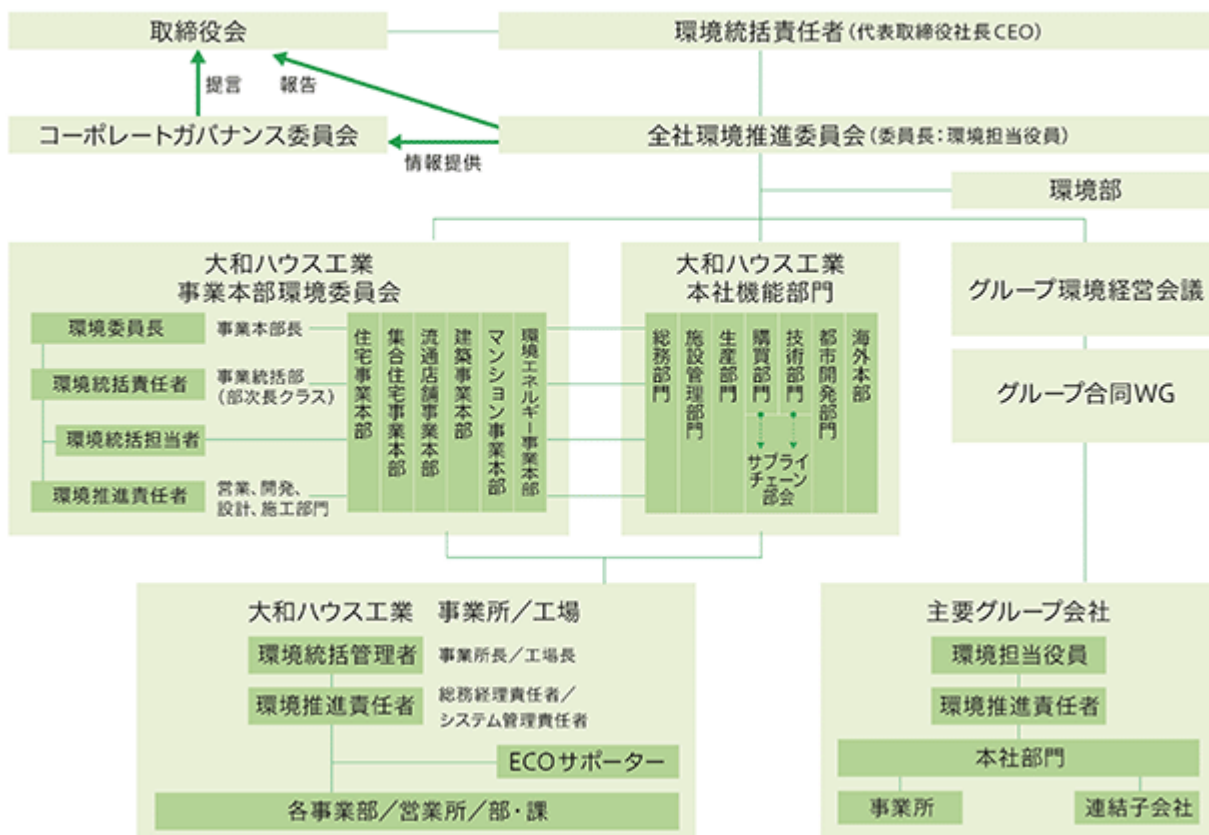 取締役会
環境統括責任者(代表取締役社長CEO)
提言
報告
コーポレートガバナンス委員会
全社環境推進委員会(委員長:環境担当役員)
情報提供
環境部
大和ハウス工業
事業本部環境委員会
環境委員長
事業本部長
環境統括責任者
事業統括部
(部次長クラス)
環境統括担当者
環境推進責任者
営業、開発、
設計、施工部門
住宅事業本部
集合住宅事業本部
流通店舗事業本部
建築事業本部
マンション事業本部
環境エネルギー事業本部
大和ハウス工業
本社機能部門
総務部門
施設管理部門
生産部門
購買部門
技術部門
都市開発部門
海外本部
サプライ
チェーン
部会
グループ環境経営会議
グループ合同WG
大和ハウス工業 事業所/工場
環境統括管理者
事業所長/工場長
環境推進責任者
総務経理責任者/
システム管理責任者
ECOサポーター
各事業部/営業所/部・課
主要グループ会社
環境担当役員
環境推進責任者
本社部門
事業所
連結子会社